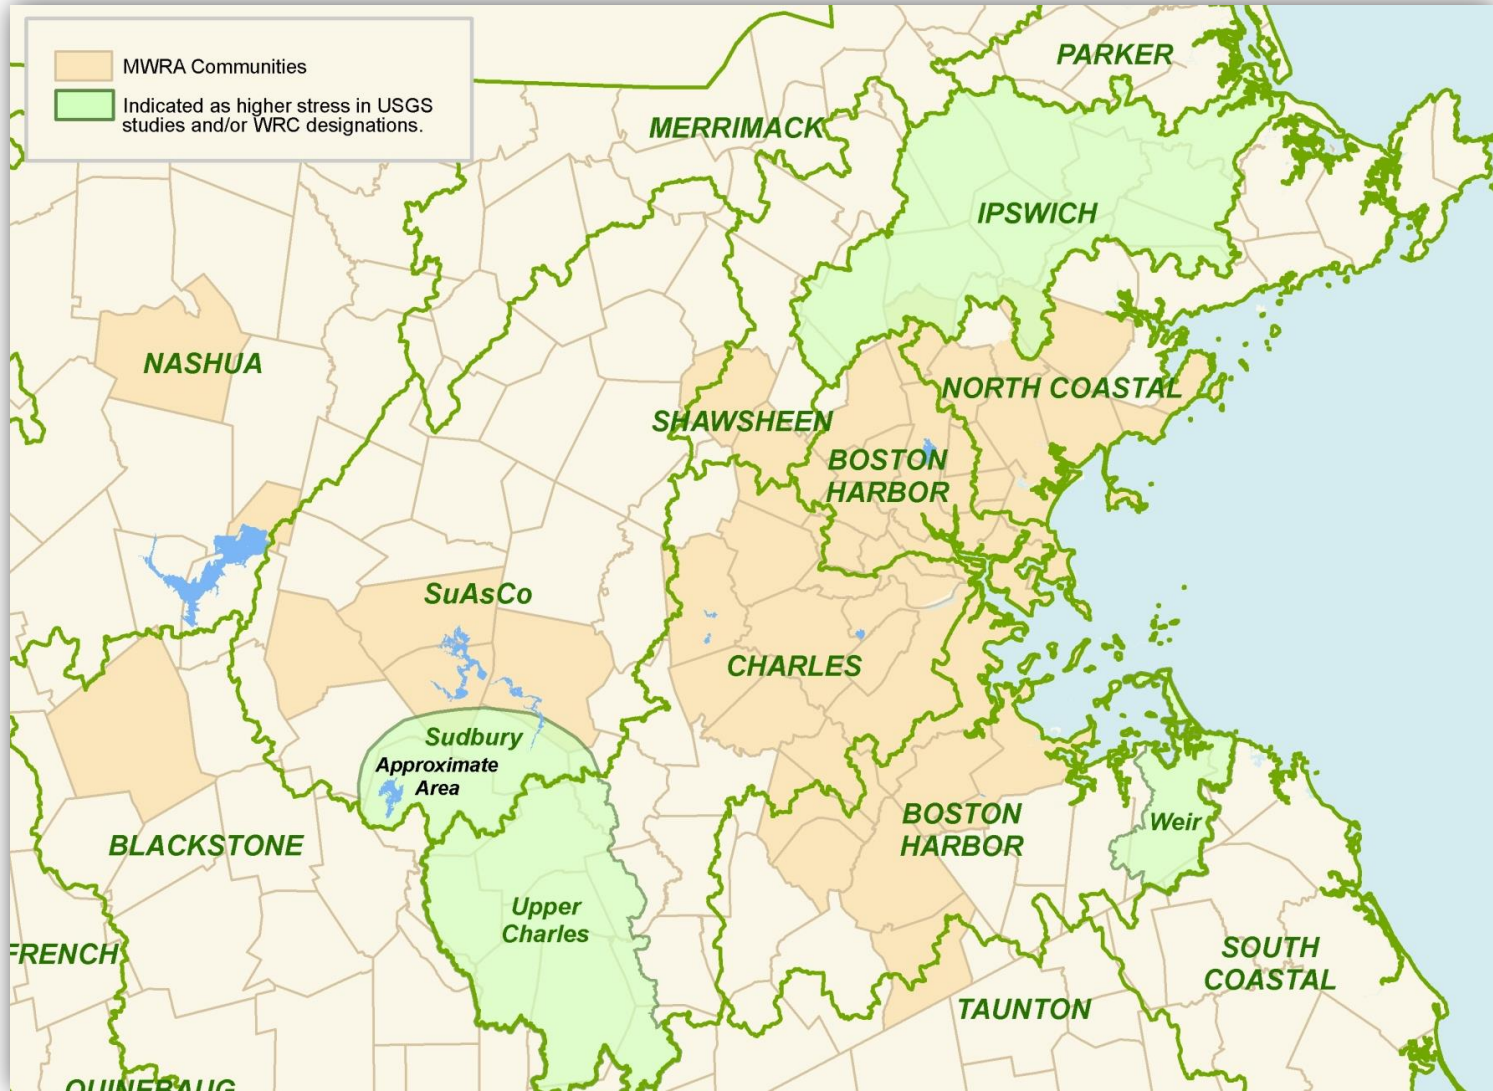 MWRA Communities
Indicated as higher stress in USGS
studies and/or WRC designations.
PARKER
MERRIMACK
IPSWICH
NASHUA
NORTH COASTAL
SHAWSHEEN
BOSTON
HARBOR
SuAsCo
CHARLES
Sudbury
Approximate
Area
BLACKSTONE
BOSTON
HARBOR
Weir
Upper
Charles
FRENCH
SOUTH
COASTAL
TAUNTON
QUINEBAUG